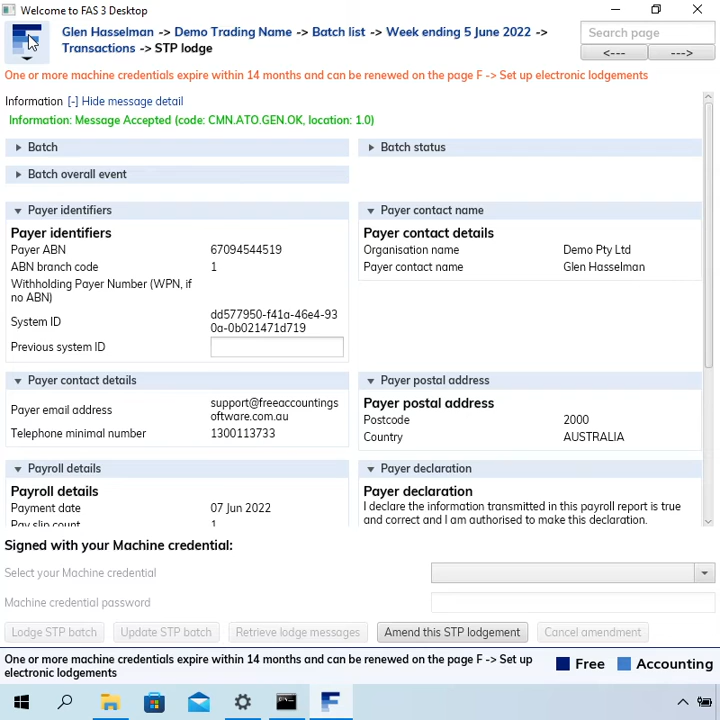 Welcome to FAS 3 Desktop
Glen Hasselman -> Demo Trading Name -> Batch list -> Week ending 5 June 2022 ->
Transactions -> STP lodge
Search page
<---
--->
One or more machine credentials expire within 14 months and can be renewed on the page F -> Set up electronic lodgements
Information [-] Hide message detail
Information: Message Accepted (code: CMN.ATO.GEN.OK, location: 1.0)
Batch
Batch status
Batch overall event
Payer identifiers
Payer identifiers
Payer ABN 67094544519
ABN branch code 1
Withholding Payer Number (WPN, if
no ABN)
System ID
dd577950-f41a-46e4-93
0a-0b021471d719
Previous system ID
Payer contact name
Payer contact details
Organisation name Demo Pty Ltd
Payer contact name Glen Hasselman
Payer contact details
Payer email address
support@freeaccountings
oftware.com.au
Telephone minimal number 1300113733
Payer postal address
Payer postal address
Postcode 2000
Country AUSTRALIA
Payroll details
Payroll details
Payment date 07 Jun 2022
Pay slip count 1
Payer declaration
Payer declaration
I declare the information transmitted in this payroll report is true
and correct and I am authorised to make this declaration.
Signed with your Machine credential:
Select your Machine credential
Machine credential password
Lodge STP batch
Update STP batch
Retrieve lodge messages
Amend this STP lodgement
Cancel amendment
One or more machine credentials expire within 14 months and can be renewed on the page F -> Set up
electronic lodgements
Free Accounting